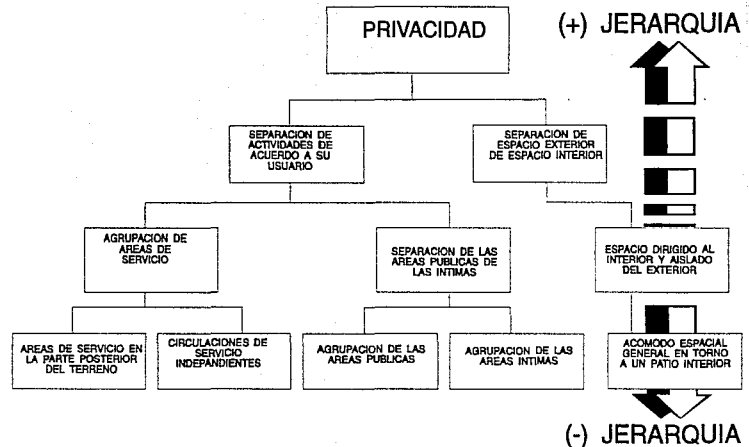 PRIVACIDAD
(+) JERARQUIA
SEPARACION DE
ACTIVIDADES DE
ACUERDO A SU
USUARIO
SEPARACION DE
ESPACIO EXTERIOR
DE ESPACIO INTERIOR
AGRUPACION DE
AREAS DE
SERVICIO
SEPARACION DE LAS
AREAS PUBLICAS DE
LAS INTIMAS
ESPACIO DIRIGIDO AL
INTERIOR Y AISLADO
DEL EXTERIOR
AREAS DE SERVICIO EN
LA PARTE POSTERIOR
DEL TERRENO
CIRCULACIONES DE
SERVICIO
INDEPANDIENTES
AGRUPACION DE LAS
AREAS PUBLICAS
AGRUPACION DE LAS
AREAS INTIMAS
ACOMODO ESPACIAL
GENERAL EN TORNO
A UN PATIO INTERIOR
(-) JERARQUIA